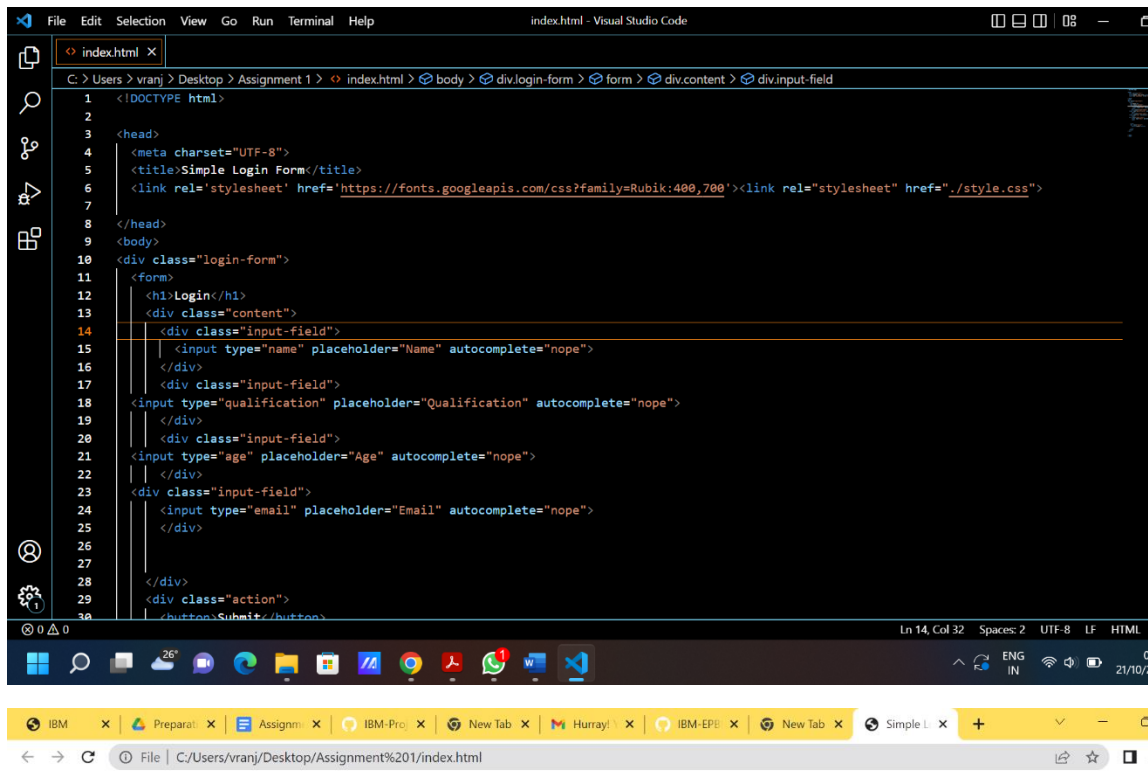 File Edit Selection View Go Run Terminal Help index.html - Visual Studio Code
index.html
C: > Users > vranj > Desktop > Assignment 1 > index.html > body > div.login-form > form > div.content > div.input-field
1 <!DOCTYPE html>
2
3 <head>
4 <meta charset="UTF-8">
5 <title>Simple Login Form</title>
6 <link rel='stylesheet' href='https://fonts.googleapis.com/css?family=Rubik:400,700'><link rel="stylesheet" href="./style.css">
7
8 </head>
9 <body>
10 <div class="login-form">
11 <form>
12 <h1>Login</h1>
13 <div class="content">
14 <div class="input-field">
15 <input type="name" placeholder="Name" autocomplete="nope">
16 </div>
17 <div class="input-field">
18 <input type="qualification" placeholder="Qualification" autocomplete="nope">
19 </div>
20 <div class="input-field">
21 <input type="age" placeholder="Age" autocomplete="nope">
22 </div>
23 <div class="input-field">
24 <input type="email" placeholder="Email" autocomplete="nope">
25 </div>
26
27
28 </div>
29 <div class="action">
30 <button>Submit</button>
0 0 Ln 14, Col 32 Spaces: 2 UTF-8 LF HTML
26° 1 ENG
IN 21/10/
IBM Preparati Assignm IBM-Proj New Tab Hurray! IBM-EPB New Tab Simple L
File | C:/Users/vranj/Desktop/Assignment%201/index.html